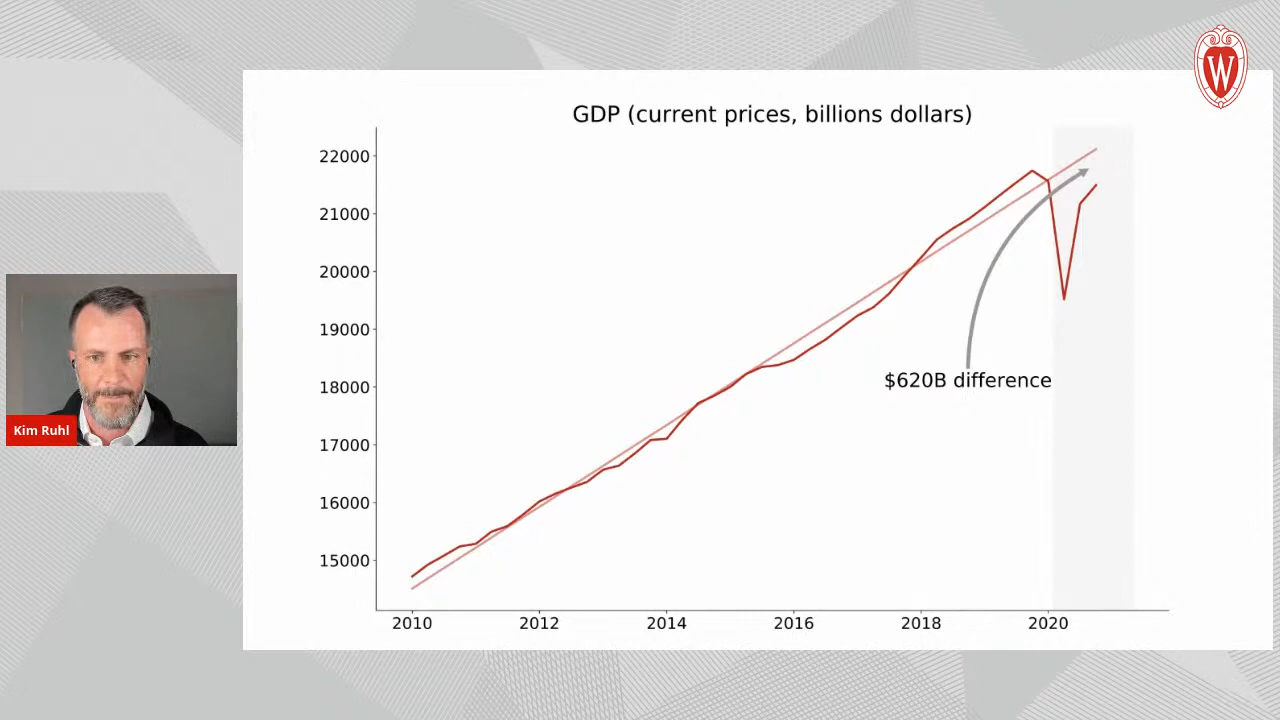 W
GDP (current prices, billions dollars)
22000
21000
20000
19000
18000
17000
16000
15000
$620B difference
2010 2012 2014 2016 2018 2020
Kim Ruhl